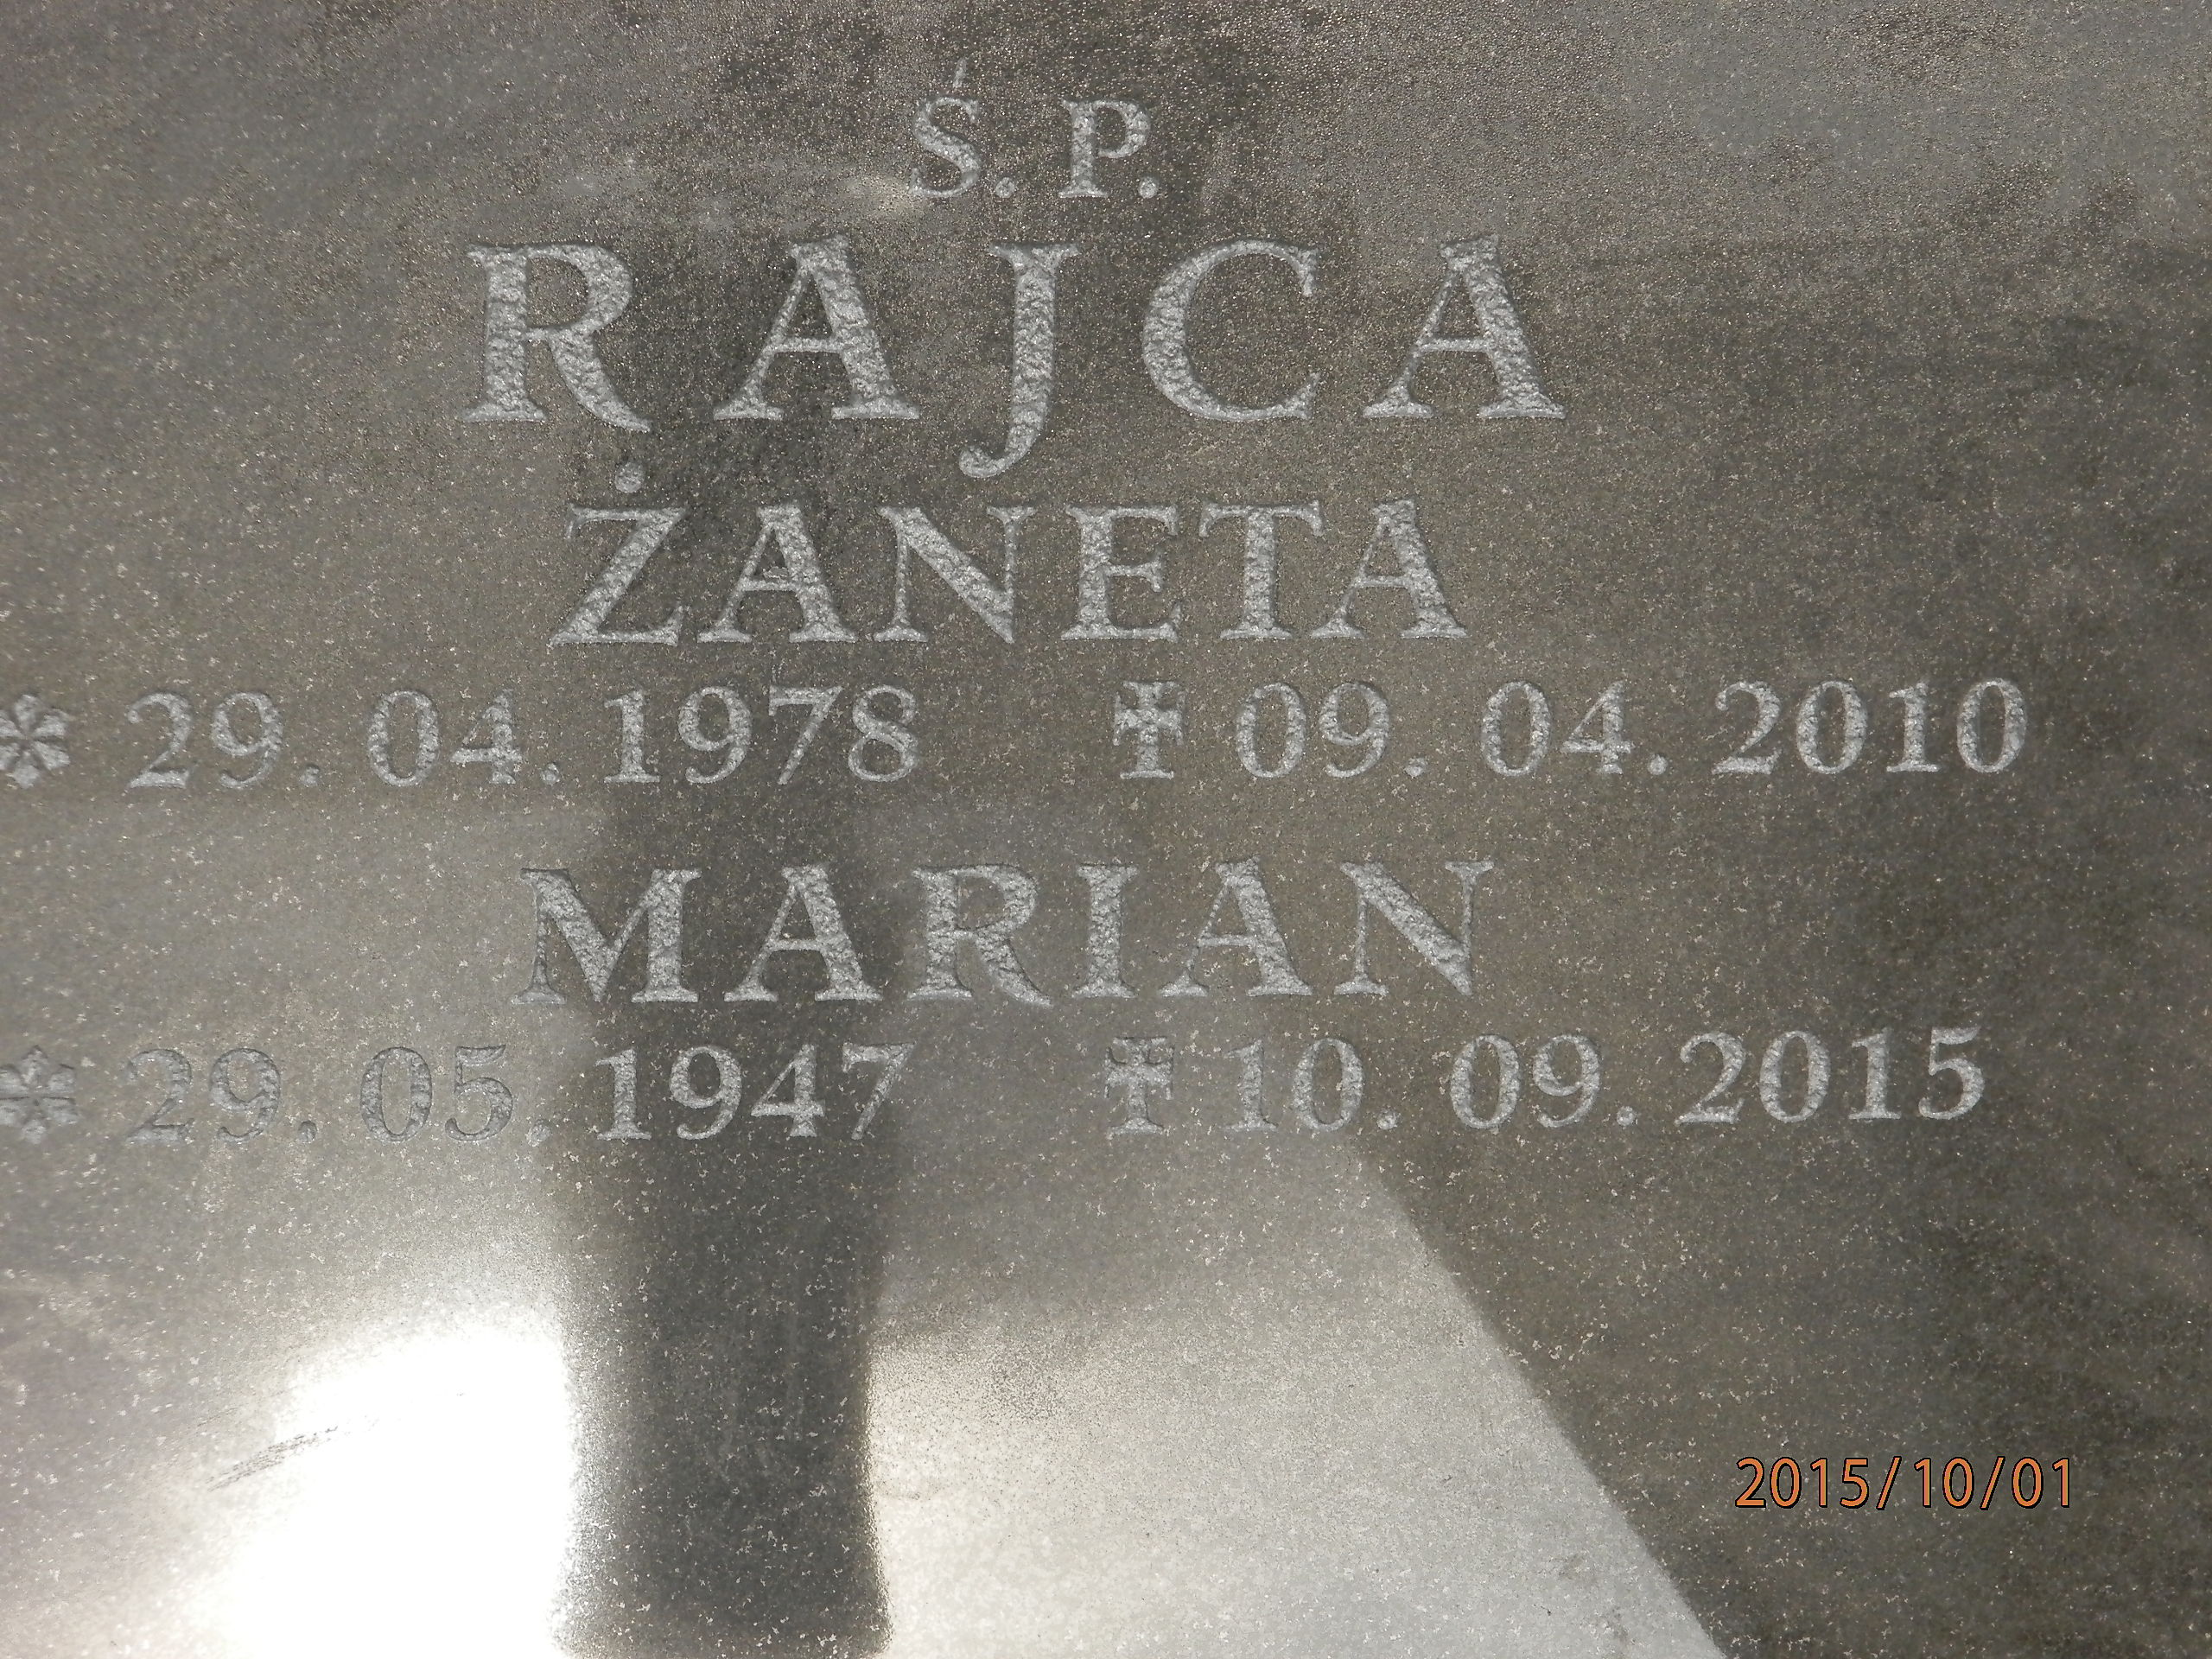 Ś. P.
RAJCA
ŻANETA
* 29. 04. 1978 ✝ 09. 04. 2010
MARIAN
* 29. 05. 1947 ✝ 10. 09. 2015
2015/10/01